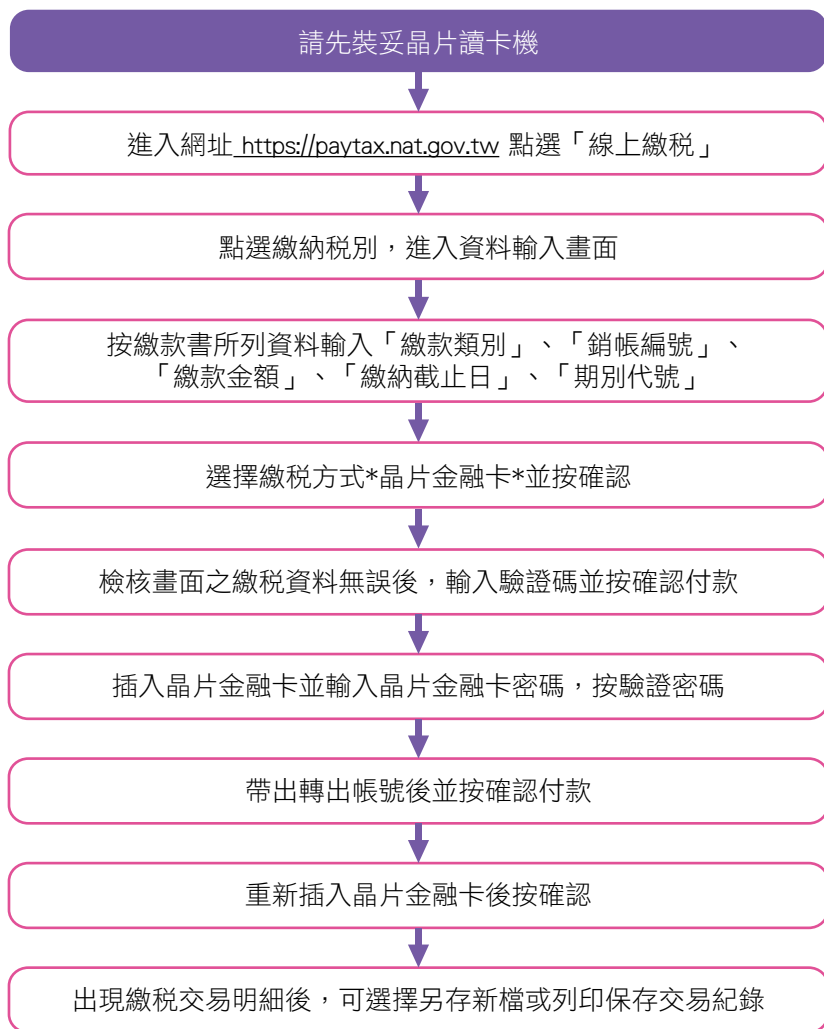 請先裝妥晶片讀卡機
進入網址 https://paytax.nat.gov.tw 點選「線上繳稅」
點選繳納稅別，進入資料輸入畫面
按繳款書所列資料輸入「繳款類別」、「銷帳編號」、
「繳款金額」、「繳納截止日」、「期別代號」
選擇繳稅方式*晶片金融卡*並按確認
檢核畫面之繳稅資料無誤後，輸入驗證碼並按確認付款
插入晶片金融卡並輸入晶片金融卡密碼，按驗證密碼
帶出轉出帳號後並按確認付款
重新插入晶片金融卡後按確認
出現繳稅交易明細後，可選擇另存新檔或列印保存交易紀錄